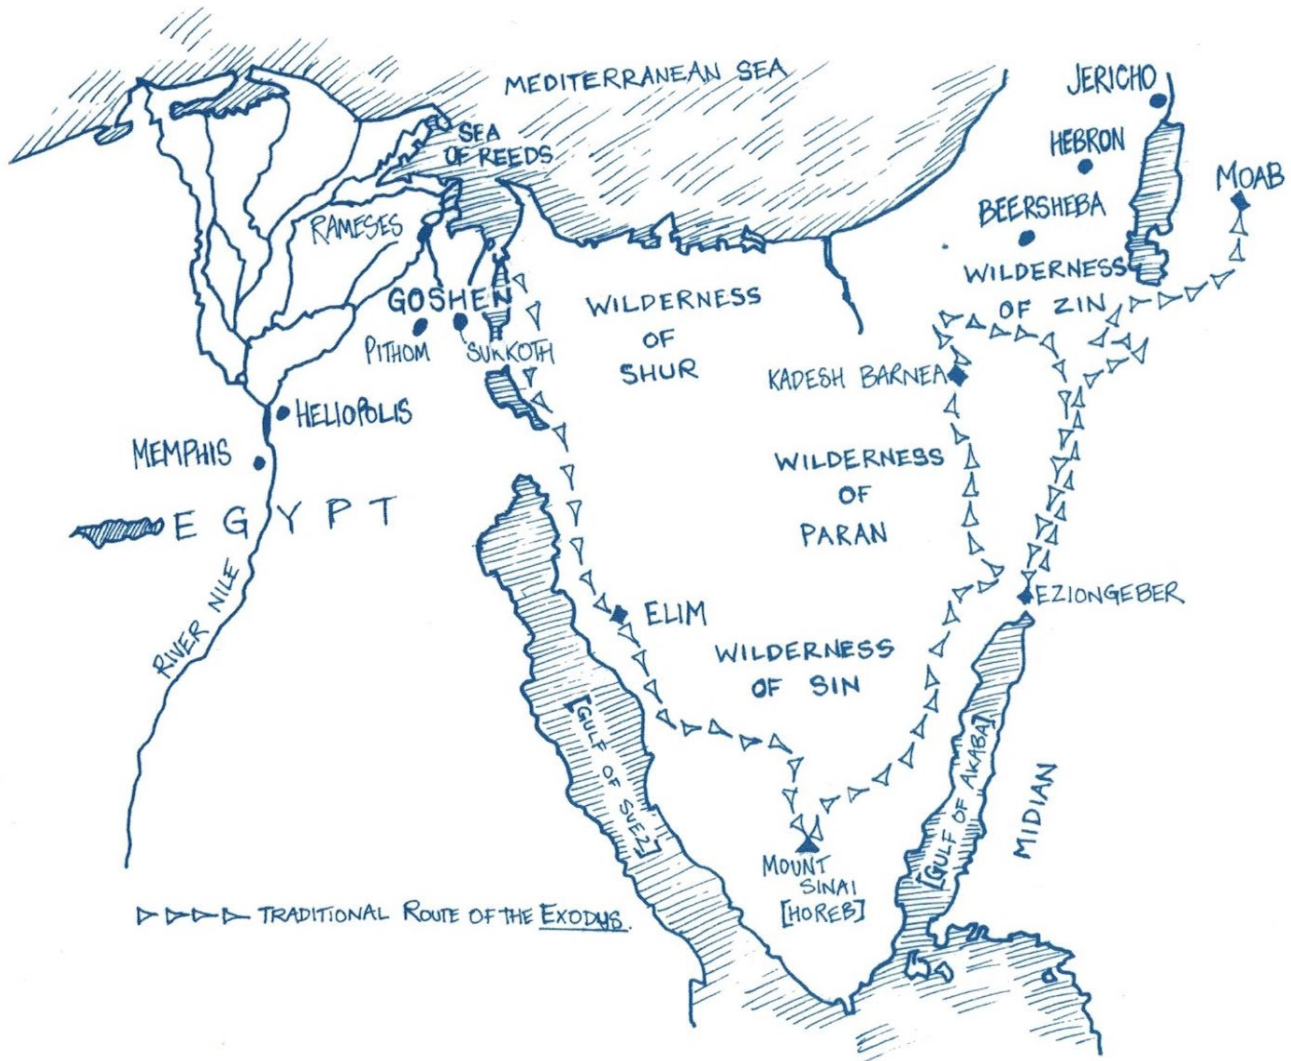 MEDITERRANEAN SEA
JERICHO
HEBRON
MOAB
SEA
OF REEDS
BEERSHEBA
RAMESES
WILDERNESS
OF ZIN
GOSHEN
WILDERNESS
OF
SHUR
PITHOM
SUKKOTH
KADESH BARNEA
HELIOPOLIS
MEMPHIS
WILDERNESS
OF
PARAN
EGYPT
RIVER NILE
EZIONGEBER
ELIM
WILDERNESS
OF SIN
[GULF OF SUEZ]
[GULF OF AKABA]
MIDIAN
MOUNT
SINAI
[HOREB]
TRADITIONAL ROUTE OF THE EXODUS.